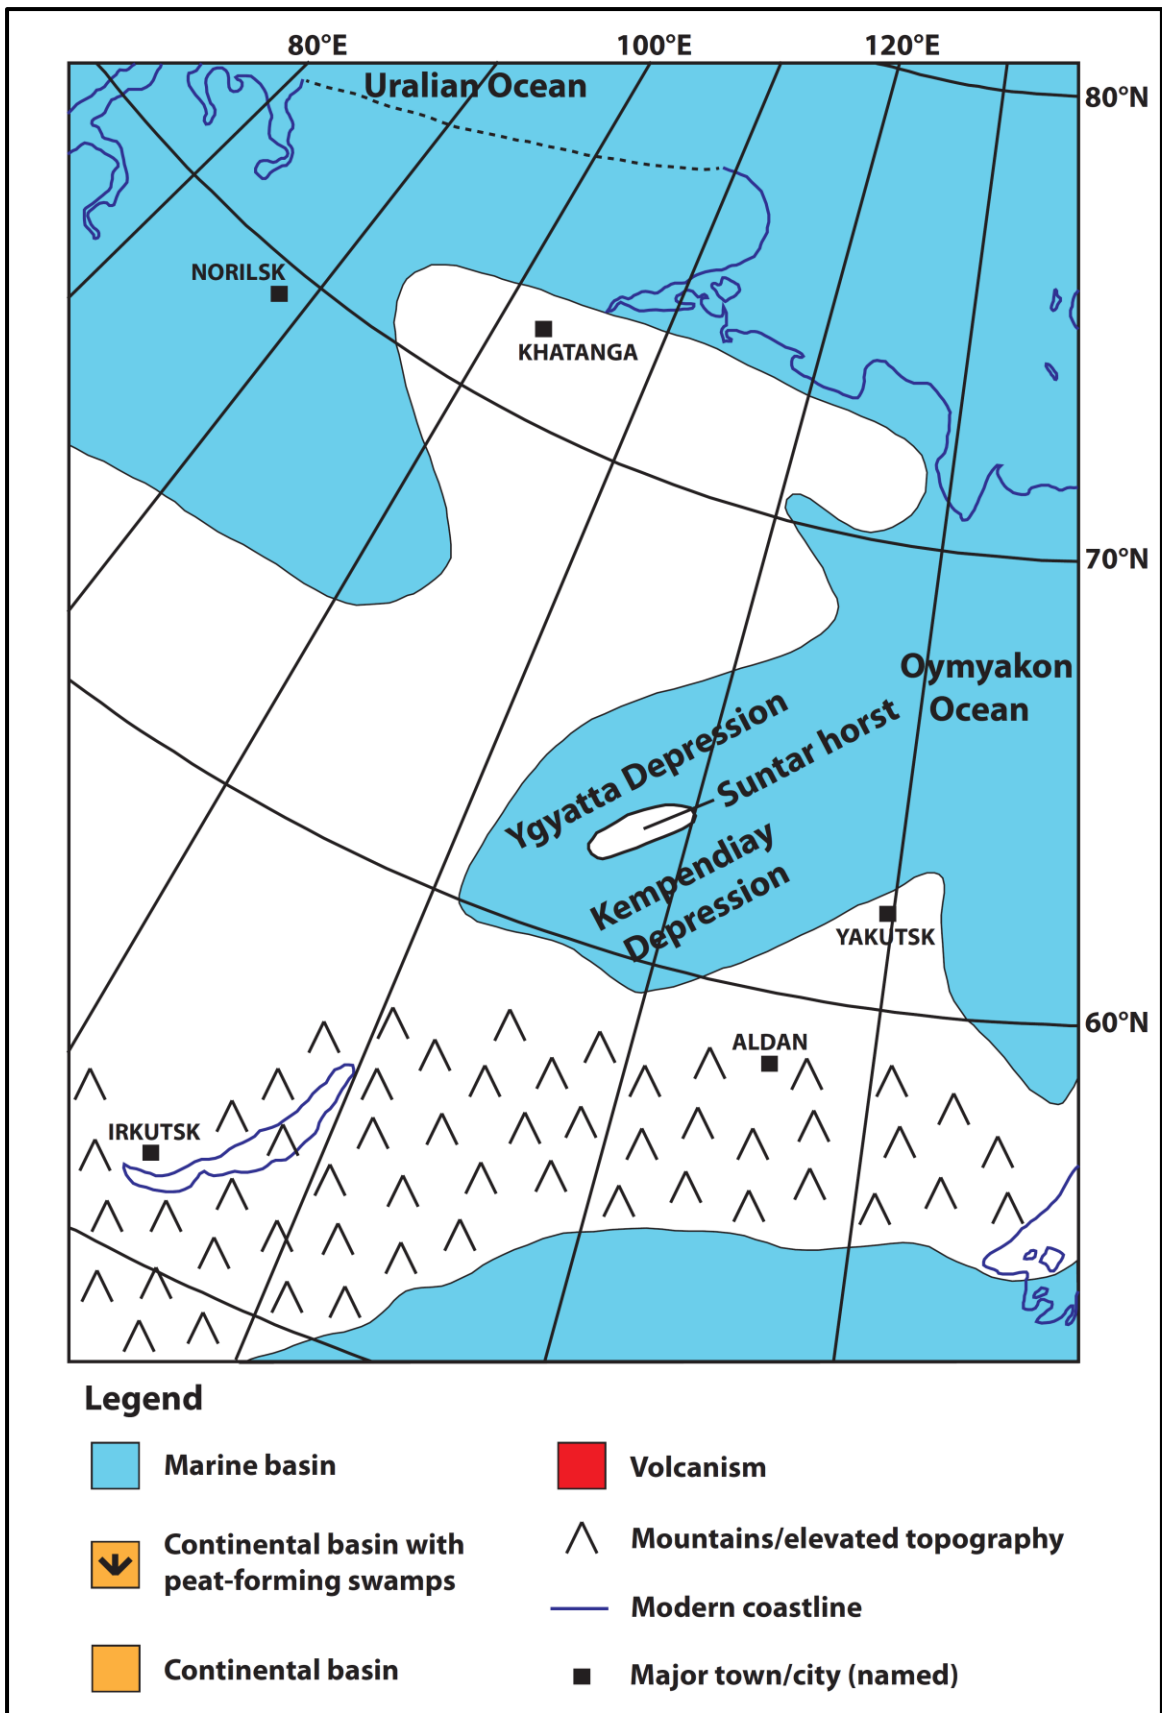 80°E
100°E
120°E
Uralian Ocean
80°N
NORILSK
KHATANGA
70°N
Oymyakon
Ocean
Ygyatta Depression
Suntar horst
Kempendiay
Depression
YAKUTSK
60°N
ALDAN
IRKUTSK
Legend
Marine basin
Volcanism
Continental basin with
peat-forming swamps
Mountains/elevated topography
Modern coastline
Continental basin
Major town/city (named)